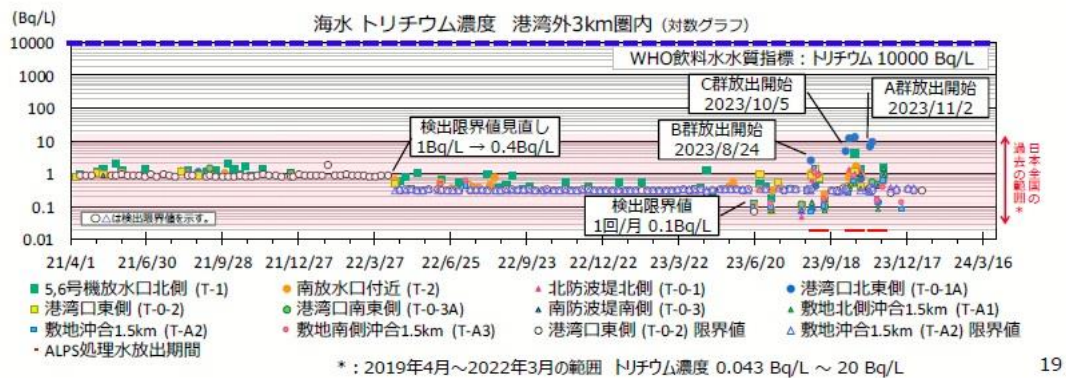 (Bq/L)
海水 トリチウム濃度 港湾外3km圏内 (対数グラフ)
10000
1000
100
10
1
0.1
0.01
WHO飲料水水質指標：トリチウム 10000 Bq/L
C群放出開始
2023/10/5
A群放出開始
2023/11/2
B群放出開始
2023/8/24
検出限界値見直し
1Bq/L → 0.4Bq/L
検出限界値
1回/月 0.1Bq/L
○△は検出限界値を示す。
日本全国の
過去の範囲*
21/4/1 21/6/30 21/9/28 21/12/27 22/3/27 22/6/25 22/9/23 22/12/22 23/3/22 23/6/20 23/9/18 23/12/17 24/3/16
5,6号機放水口北側 (T-1) 南放水口付近 (T-2) 北防波堤北側 (T-0-1) 港湾口北東側 (T-0-1A)
港湾口東側 (T-0-2) 港湾口南東側 (T-0-3A) 南防波堤南側 (T-0-3) 敷地北側沖合1.5km (T-A1)
敷地沖合1.5km (T-A2) 敷地南側沖合1.5km (T-A3) 港湾口東側 (T-0-2) 限界値 敷地沖合1.5km (T-A2) 限界値
ALPS処理水放出期間
*：2019年4月～2022年3月の範囲 トリチウム濃度 0.043 Bq/L ～ 20 Bq/L
19